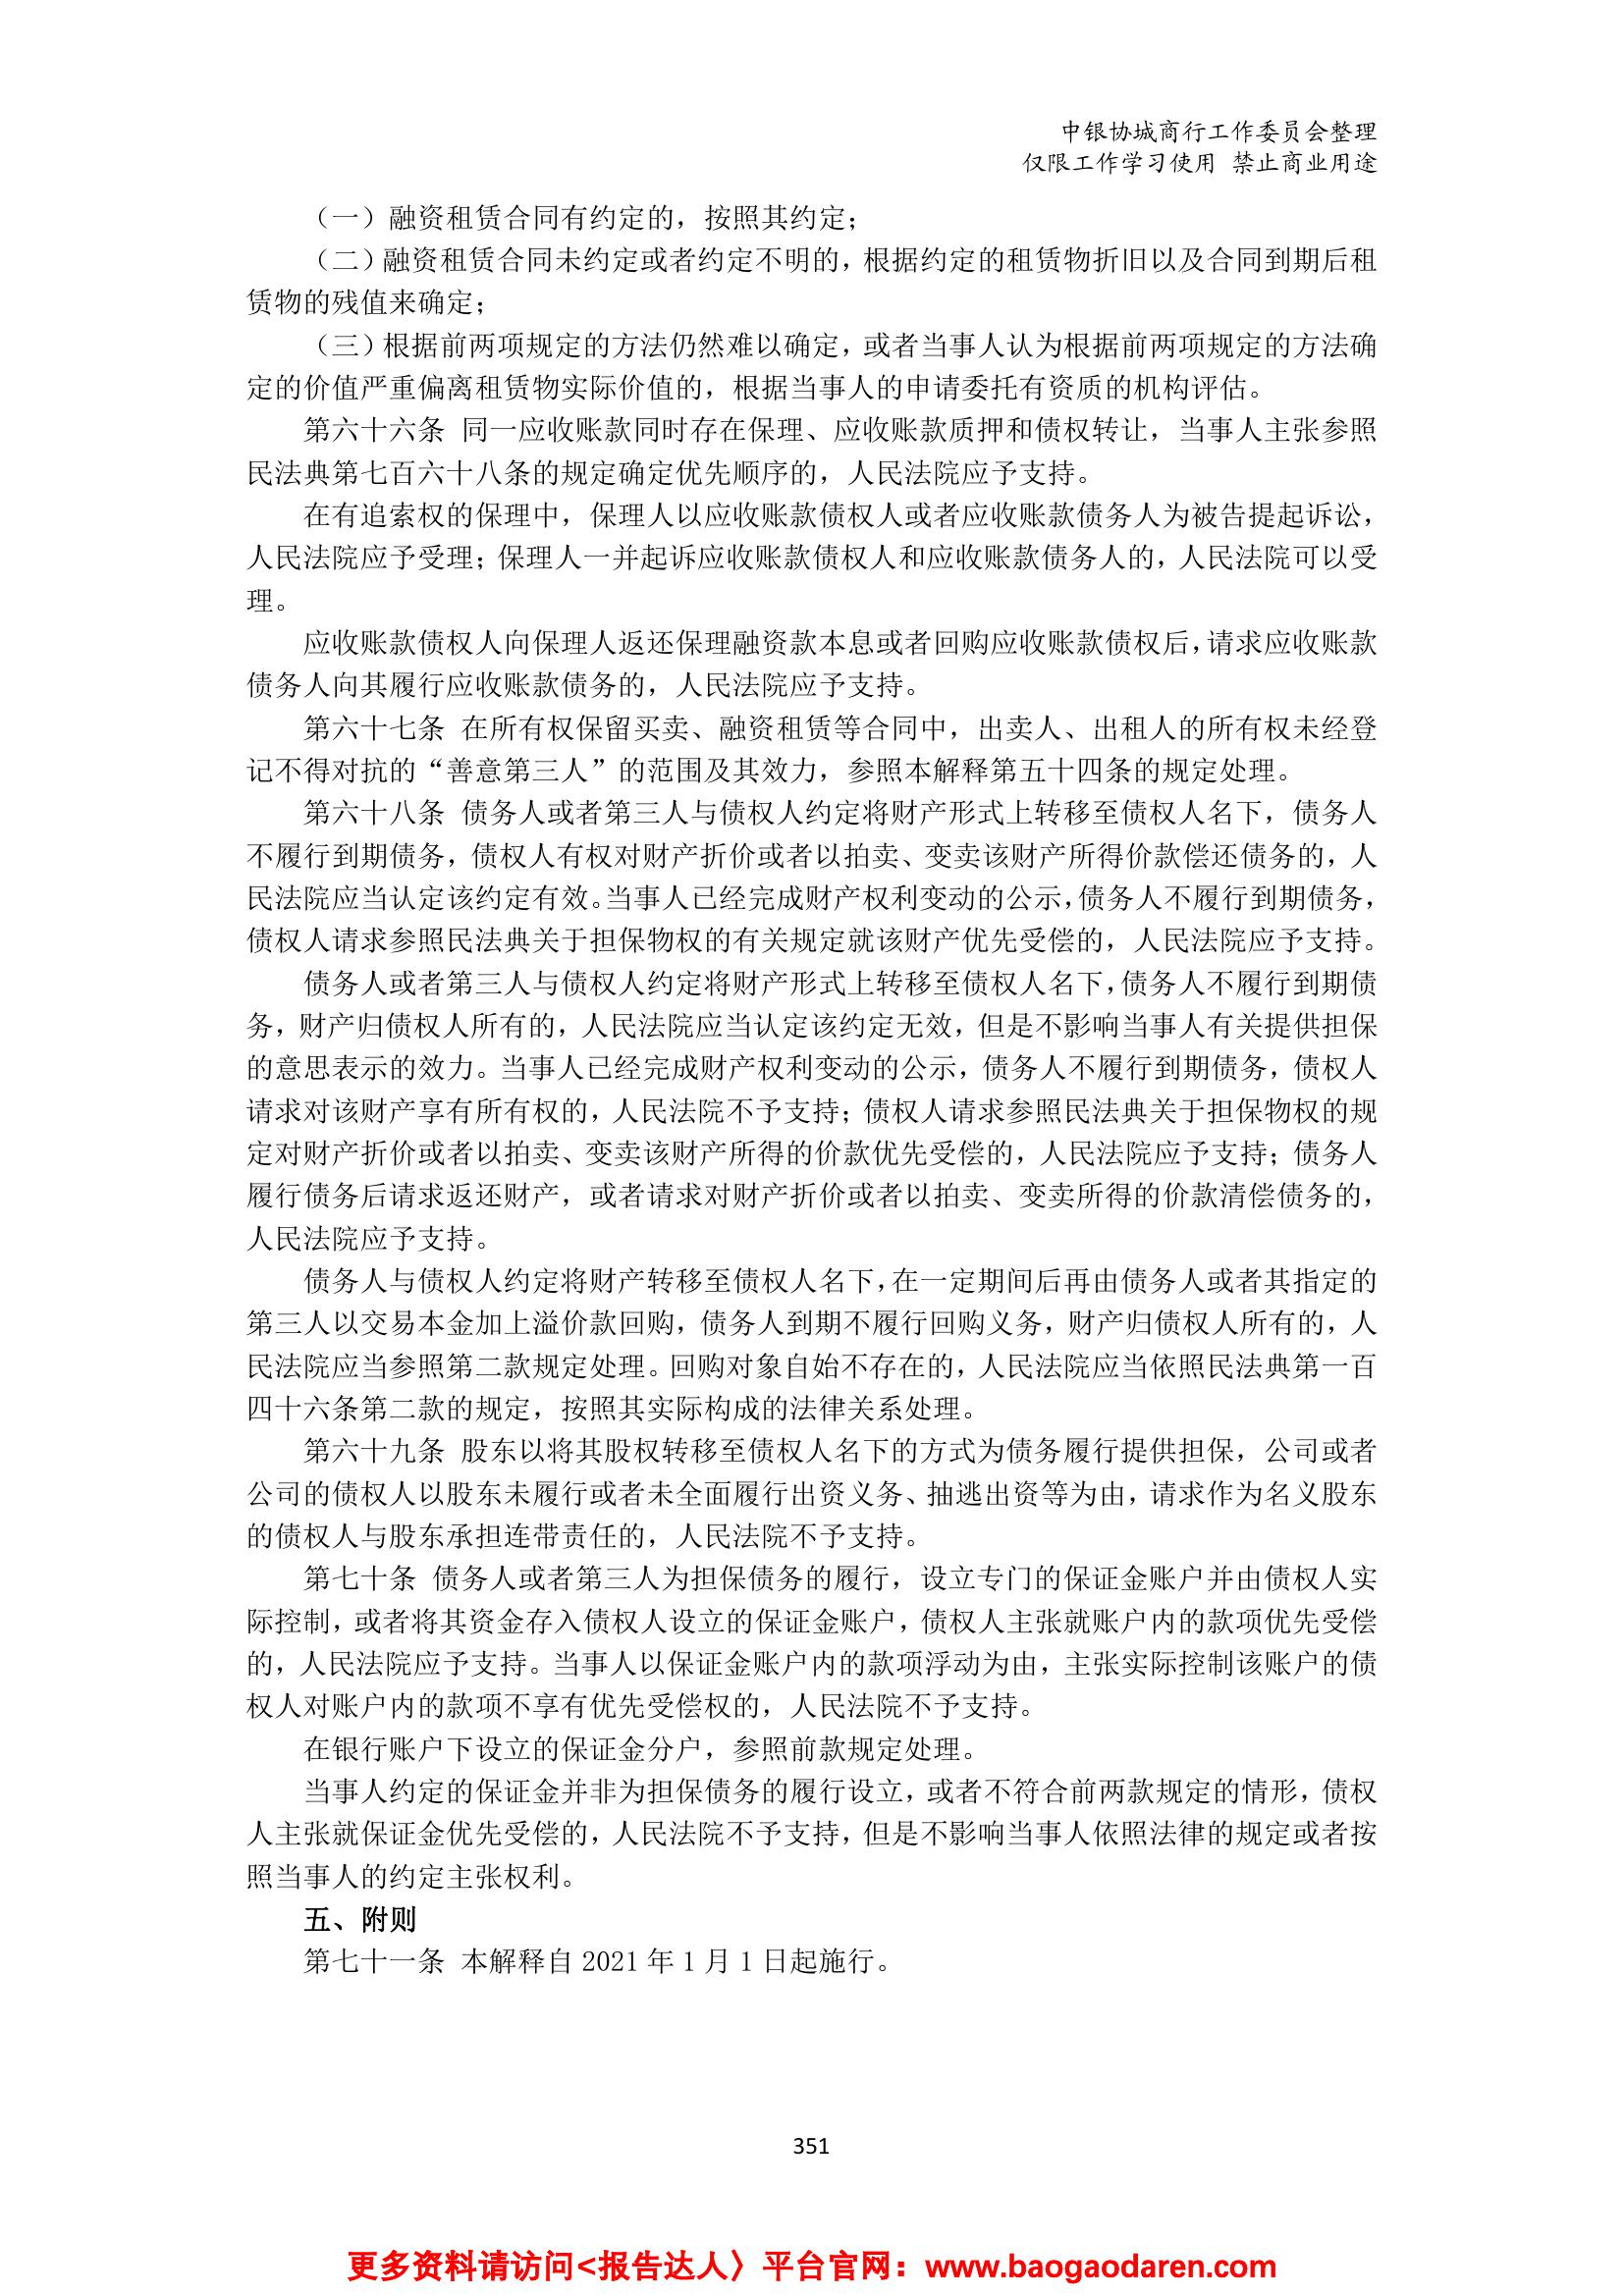 中银协城商行工作委员会整理
仅限工作学习使用 禁止商业用途
（一）融资租赁合同有约定的，按照其约定；
（二）融资租赁合同未约定或者约定不明的，根据约定的租赁物折旧以及合同到期后租
赁物的残值来确定；
（三）根据前两项规定的方法仍然难以确定，或者当事人认为根据前两项规定的方法确
定的价值严重偏离租赁物实际价值的，根据当事人的申请委托有资质的机构评估。
第六十六条 同一应收账款同时存在保理、应收账款质押和债权转让，当事人主张参照
民法典第七百六十八条的规定确定优先顺序的，人民法院应予支持。
在有追索权的保理中，保理人以应收账款债权人或者应收账款债务人为被告提起诉讼，
人民法院应予受理；保理人一并起诉应收账款债权人和应收账款债务人的，人民法院可以受
理。
应收账款债权人向保理人返还保理融资款本息或者回购应收账款债权后，请求应收账款
债务人向其履行应收账款债务的，人民法院应予支持。
第六十七条 在所有权保留买卖、融资租赁等合同中，出卖人、出租人的所有权未经登
记不得对抗的“善意第三人”的范围及其效力，参照本解释第五十四条的规定处理。
第六十八条 债务人或者第三人与债权人约定将财产形式上转移至债权人名下，债务人
不履行到期债务，债权人有权对财产折价或者以拍卖、变卖该财产所得价款偿还债务的，人
民法院应当认定该约定有效。当事人已经完成财产权利变动的公示，债务人不履行到期债务，
债权人请求参照民法典关于担保物权的有关规定就该财产优先受偿的，人民法院应予支持。
债务人或者第三人与债权人约定将财产形式上转移至债权人名下，债务人不履行到期债
务，财产归债权人所有的，人民法院应当认定该约定无效，但是不影响当事人有关提供担保
的意思表示的效力。当事人已经完成财产权利变动的公示，债务人不履行到期债务，债权人
请求对该财产享有所有权的，人民法院不予支持；债权人请求参照民法典关于担保物权的规
定对财产折价或者以拍卖、变卖该财产所得的价款优先受偿的，人民法院应予支持；债务人
履行债务后请求返还财产，或者请求对财产折价或者以拍卖、变卖所得的价款清偿债务的，
人民法院应予支持。
债务人与债权人约定将财产转移至债权人名下，在一定期间后再由债务人或者其指定的
第三人以交易本金加上溢价款回购，债务人到期不履行回购义务，财产归债权人所有的，人
民法院应当参照第二款规定处理。回购对象自始不存在的，人民法院应当依照民法典第一百
四十六条第二款的规定，按照其实际构成的法律关系处理。
第六十九条 股东以将其股权转移至债权人名下的方式为债务履行提供担保，公司或者
公司的债权人以股东未履行或者未全面履行出资义务、抽逃出资等为由，请求作为名义股东
的债权人与股东承担连带责任的，人民法院不予支持。
第七十条 债务人或者第三人为担保债务的履行，设立专门的保证金账户并由债权人实
际控制，或者将其资金存入债权人设立的保证金账户，债权人主张就账户内的款项优先受偿
的，人民法院应予支持。当事人以保证金账户内的款项浮动为由，主张实际控制该账户的债
权人对账户内的款项不享有优先受偿权的，人民法院不予支持。
在银行账户下设立的保证金分户，参照前款规定处理。
当事人约定的保证金并非为担保债务的履行设立，或者不符合前两款规定的情形，债权
人主张就保证金优先受偿的，人民法院不予支持，但是不影响当事人依照法律的规定或者按
照当事人的约定主张权利。
五、附则
第七十一条 本解释自 2021 年 1 月 1 日起施行。
351
更多资料请访问<报告达人〉平台官网：www.baogaodaren.com